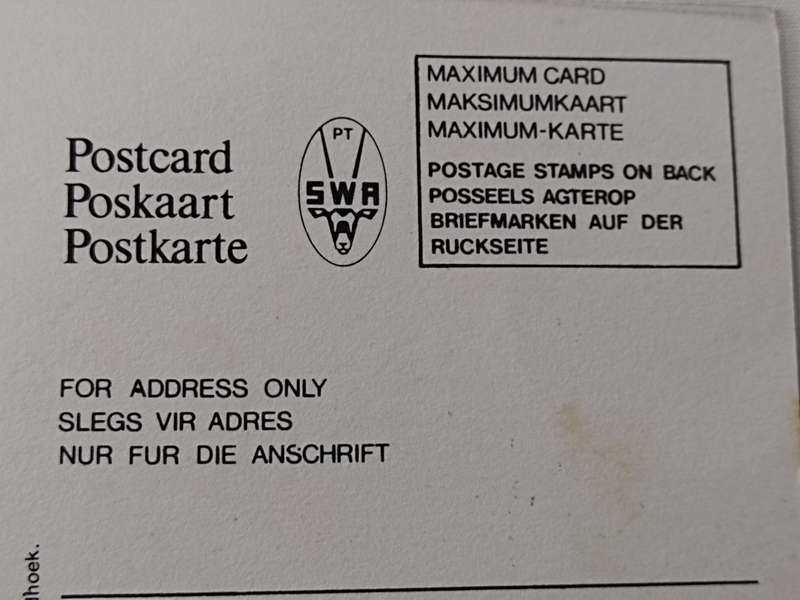 MAXIMUM CARD
MAKSIMUMKAART
MAXIMUM-KARTE
POSTAGE STAMPS ON BACK
POSSEELS AGTEROP
BRIEFMARKEN AUF DER
RUCKSEITE
Postcard
Poskaart
Postkarte
PT
SWA
FOR ADDRESS ONLY
SLEGS VIR ADRES
NUR FUR DIE ANSCHRIFT
dhoek.